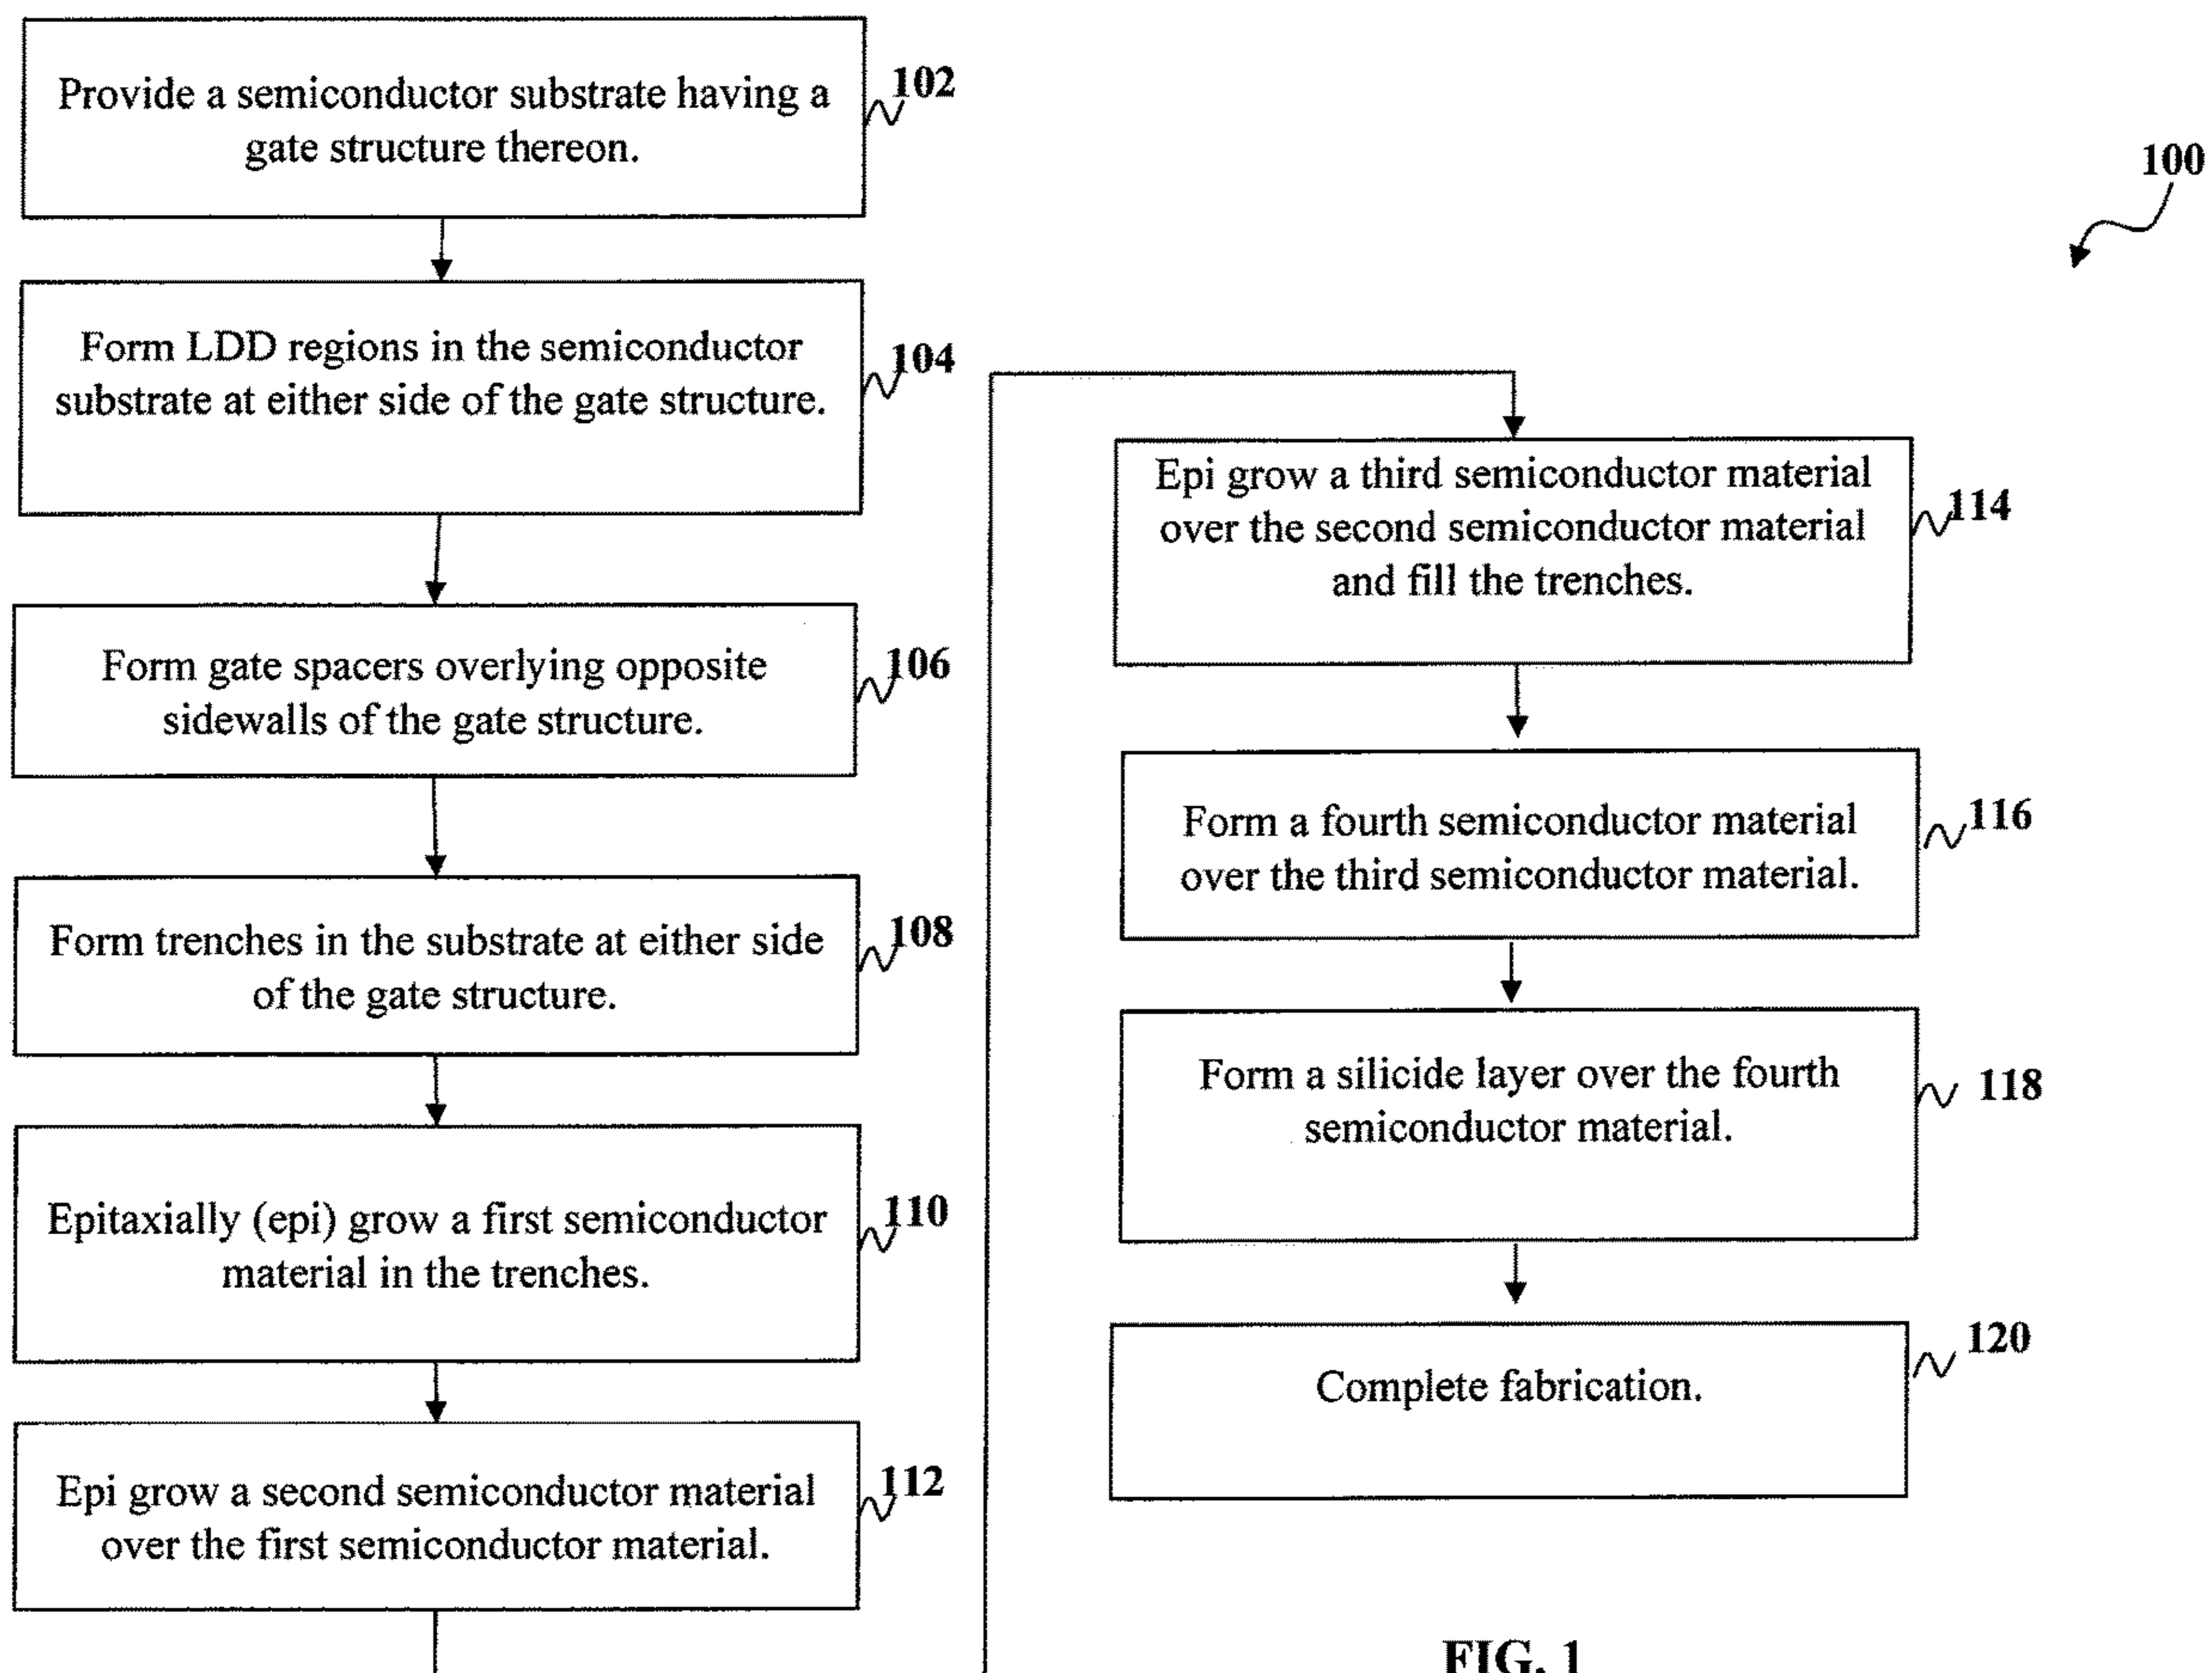 Provide a semiconductor substrate having a
gate structure thereon.
102
Form LDD regions in the semiconductor
substrate at either side of the gate structure.
104
Form gate spacers overlying opposite
sidewalls of the gate structure.
106
Form trenches in the substrate at either side
of the gate structure.
108
Epitaxially (epi) grow a first semiconductor
material in the trenches.
110
Epi grow a second semiconductor material
over the first semiconductor material.
112
100
Epi grow a third semiconductor material
over the second semiconductor material
and fill the trenches.
114
Form a fourth semiconductor material
over the third semiconductor material.
116
Form a silicide layer over the fourth
semiconductor material.
118
Complete fabrication.
120
FIG. 1